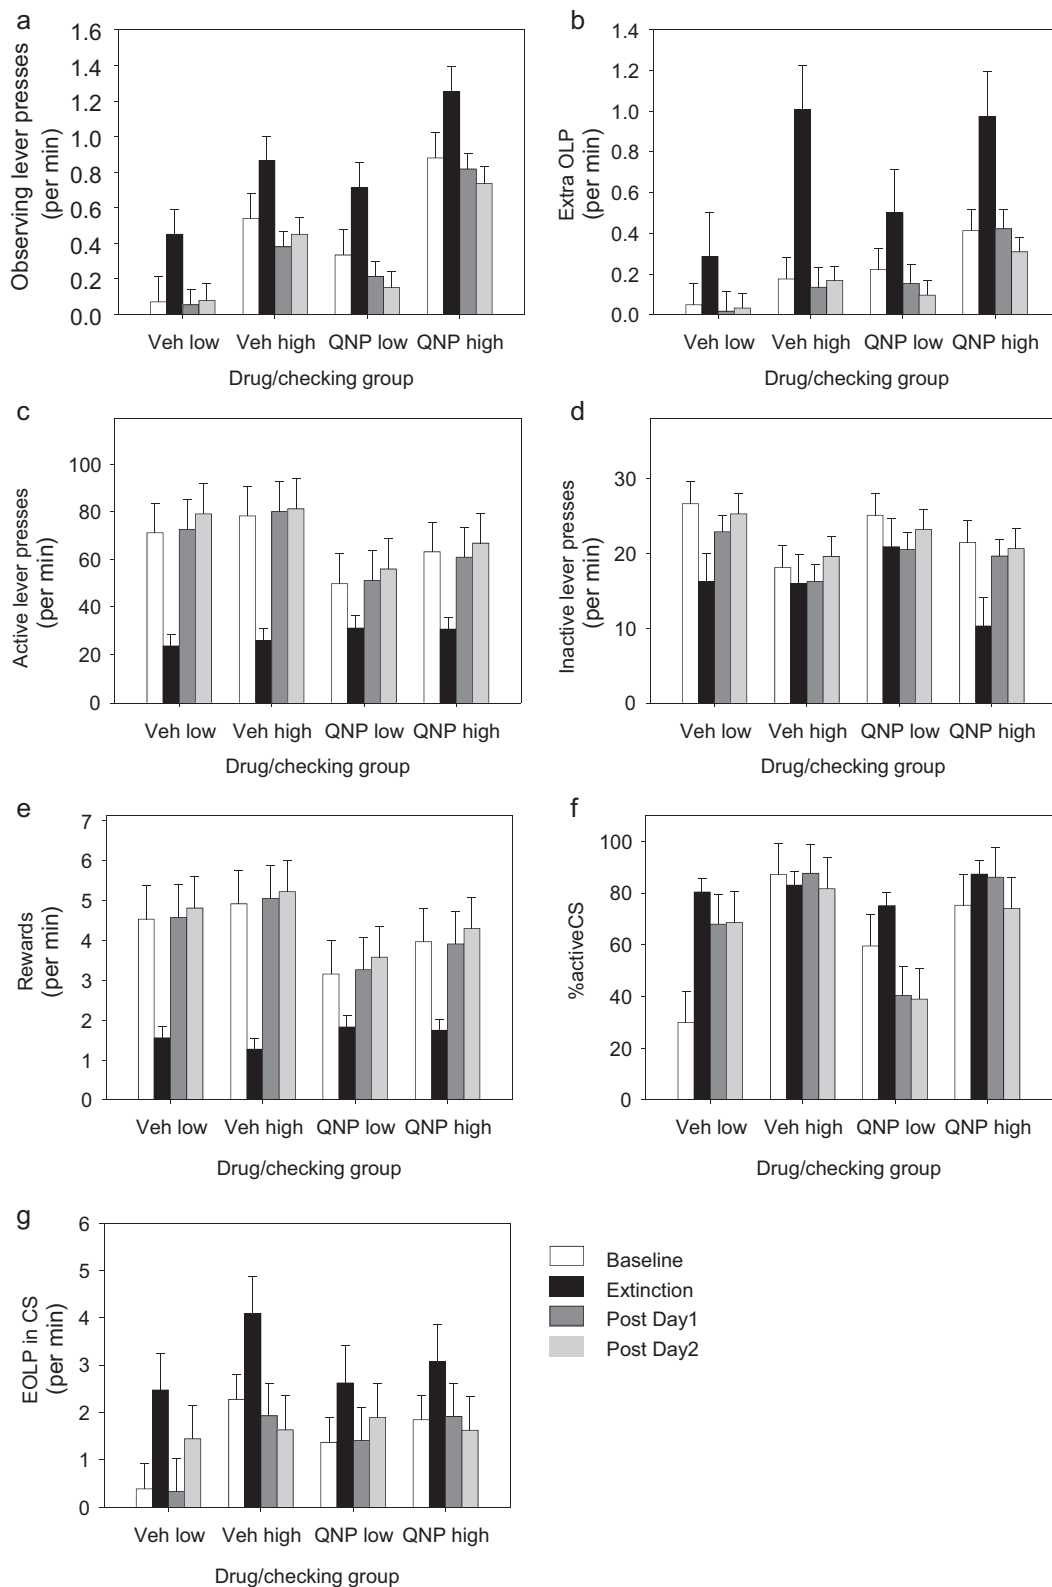 a
1.6
1.4
1.2
1.0
0.8
0.6
0.4
0.2
0.0
Observing lever presses
(per min)
Veh low Veh high QNP low QNP high
Drug/checking group
b
1.4
1.2
1.0
0.8
0.6
0.4
0.2
0.0
Extra OLP
(per min)
Veh low Veh high QNP low QNP high
Drug/checking group
c
100
80
60
40
20
0
Active lever presses
(per min)
Veh low Veh high QNP low QNP high
Drug/checking group
d
30
20
10
0
Inactive lever presses
(per min)
Veh low Veh high QNP low QNP high
Drug/checking group
e
7
6
5
4
3
2
1
0
Rewards
(per min)
Veh low Veh high QNP low QNP high
Drug/checking group
f
100
80
60
40
20
0
%activeCS
Veh low Veh high QNP low QNP high
Drug/checking group
g
6
5
4
3
2
1
0
EOLP in CS
(per min)
Veh low Veh high QNP low QNP high
Drug/checking group
Baseline
Extinction
Post Day1
Post Day2